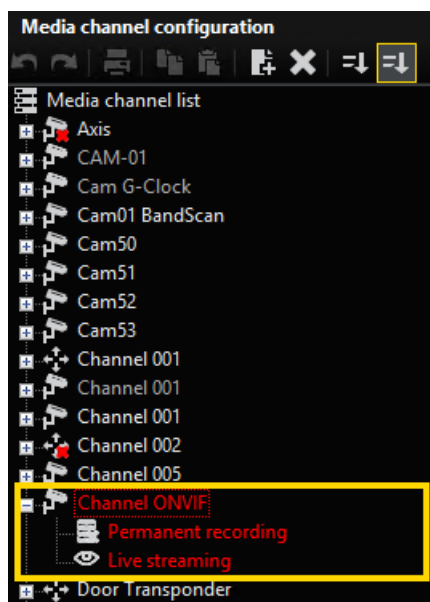 Media channel configuration
Media channel list
Axis
CAM-01
Cam G-Clock
Cam01 BandScan
Cam50
Cam51
Cam52
Cam53
Channel 001
Channel 001
Channel 001
Channel 002
Channel 005
Channel ONVIF
Permanent recording
Live streaming
Door Transponder